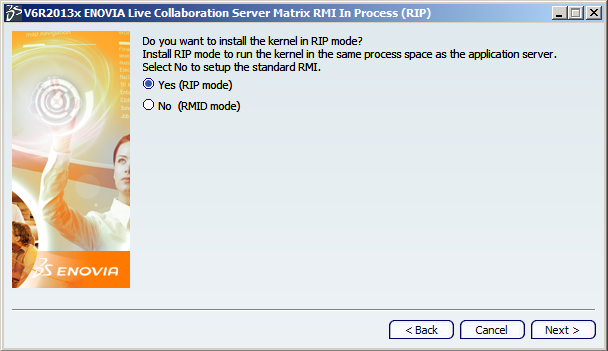 V6R2013x ENOVIA Live Collaboration Server Matrix RMI In Process (RIP)
Do you want to install the kernel in RIP mode?
Install RIP mode to run the kernel in the same process space as the application server.
Select No to setup the standard RMI.
Yes (RIP mode)
No (RMID mode)
ENOVIA
< Back
Cancel
Next >